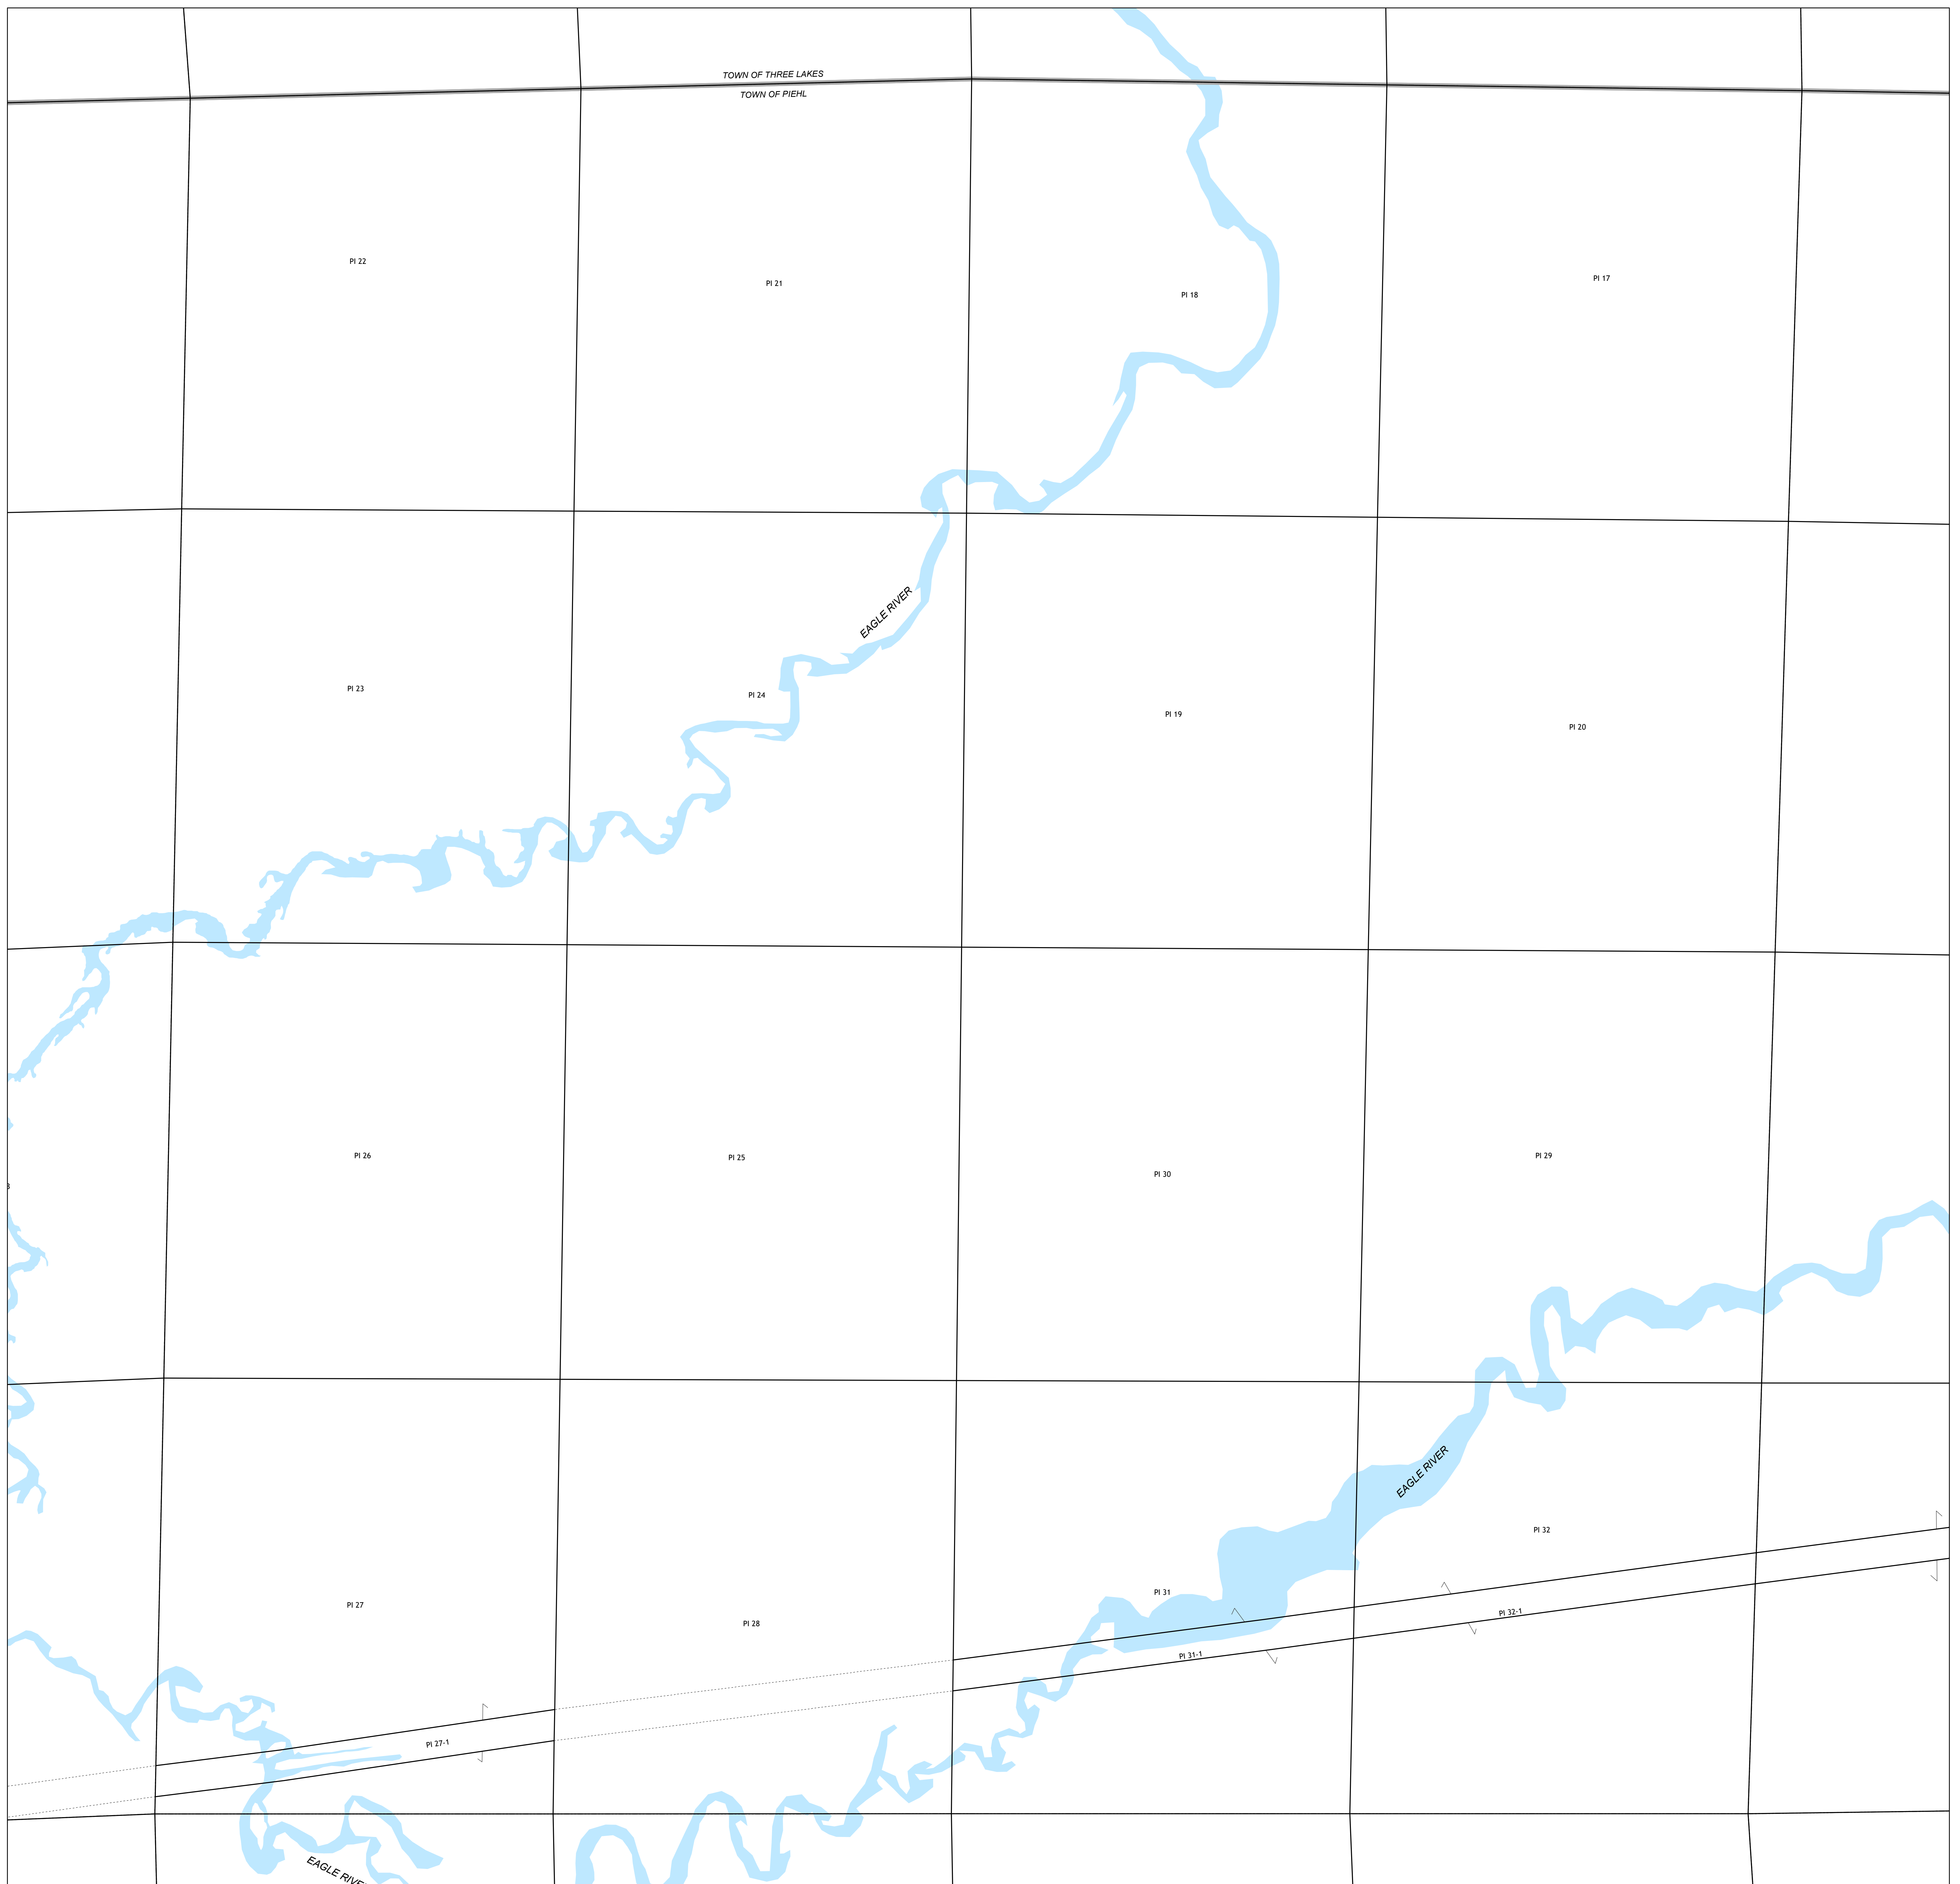 TOWN OF THREE LAKES
TOWN OF PIEHL
PI 22
PI 21
PI 18
PI 17
EAGLE RIVER
PI 23
PI 24
PI 19
PI 20
PI 26
PI 25
PI 30
PI 29
EAGLE RIVER
PI 32
PI 31
PI 27
PI 28
PI 32-1
PI 31-1
PI 27-1
EAGLE RIVER